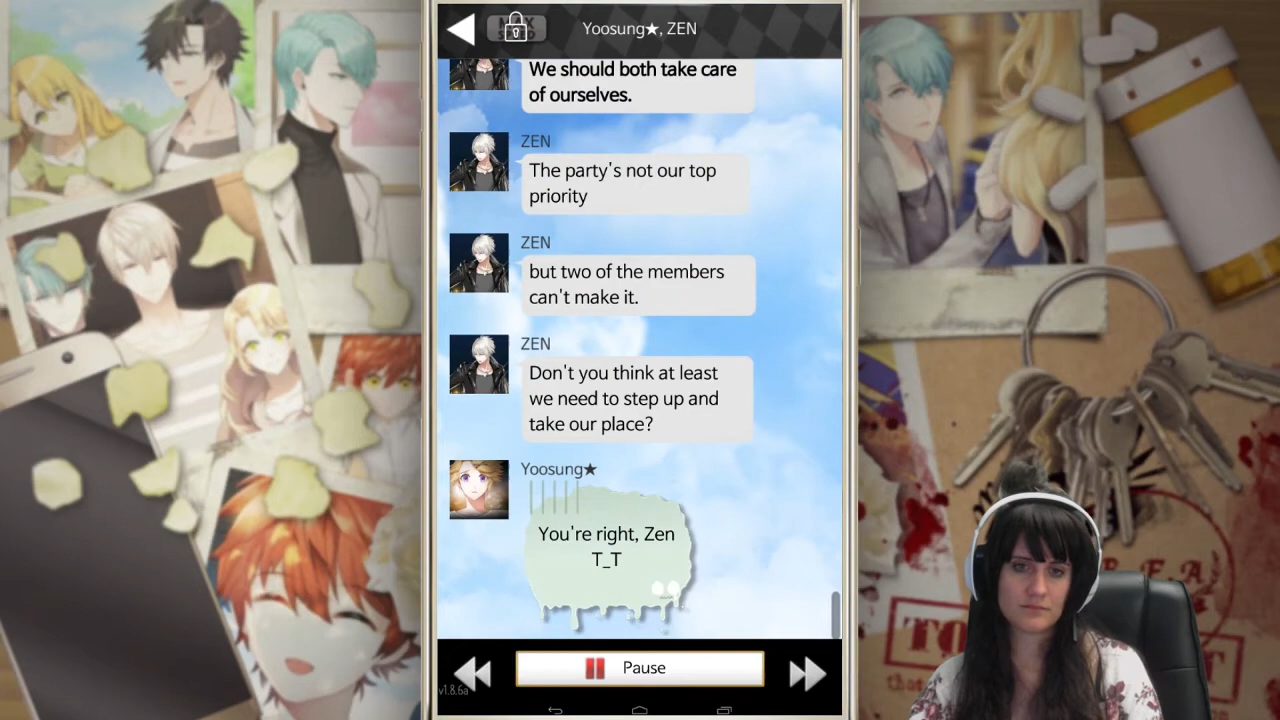 Yoosung★, ZEN
We should both take care
of ourselves.
ZEN
The party's not our top
priority
ZEN
but two of the members
can't make it.
ZEN
Don't you think at least
we need to step up and
take our place?
Yoosung★
You're right, Zen
T_T
Pause
v1.8.6a